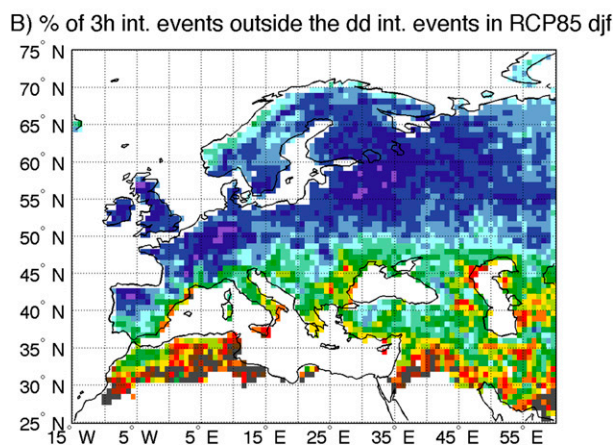 B) % of 3h int. events outside the dd int. events in RCP85 djf
75° N
70° N
65° N
60° N
55° N
50° N
45° N
40° N
35° N
30° N
25° N
15° W 5° W 5° E 15° E 25° E 35° E 45° E 55° E